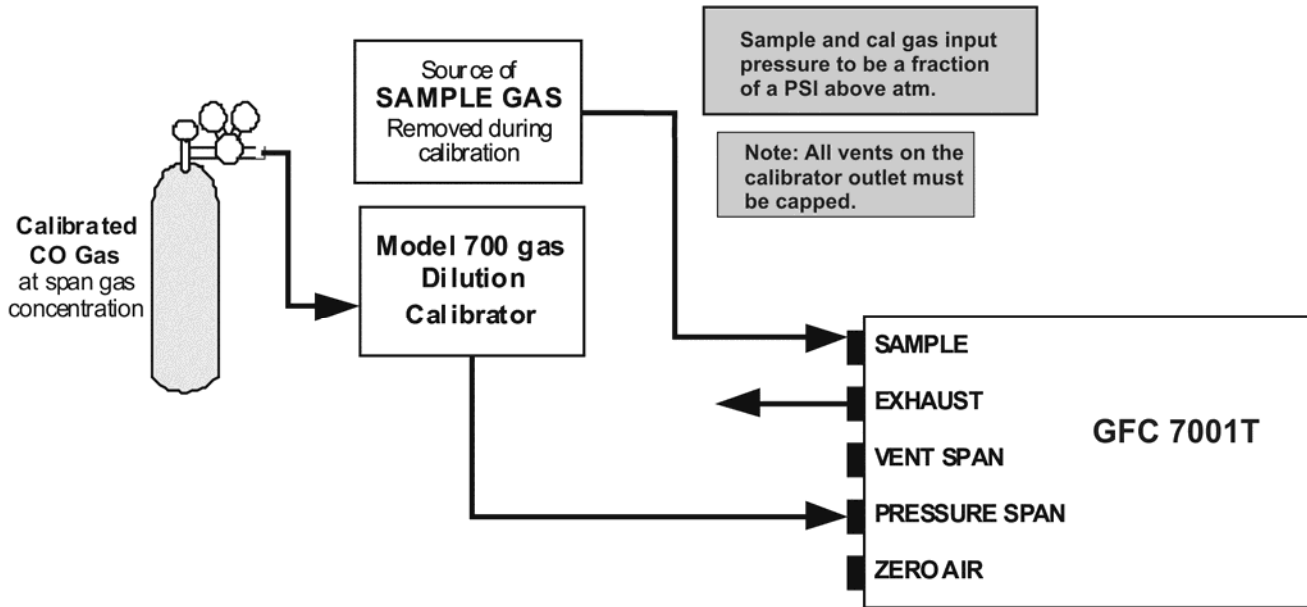 Calibrated
CO Gas
at span gas
concentration
Source of
SAMPLE GAS
Removed during
calibration
Model 700 gas
Dilution
Calibrator
Sample and cal gas input
pressure to be a fraction
of a PSI above atm.
Note: All vents on the
calibrator outlet must
be capped.
SAMPLE
EXHAUST
VENT SPAN
PRESSURE SPAN
ZERO AIR
GFC 7001T